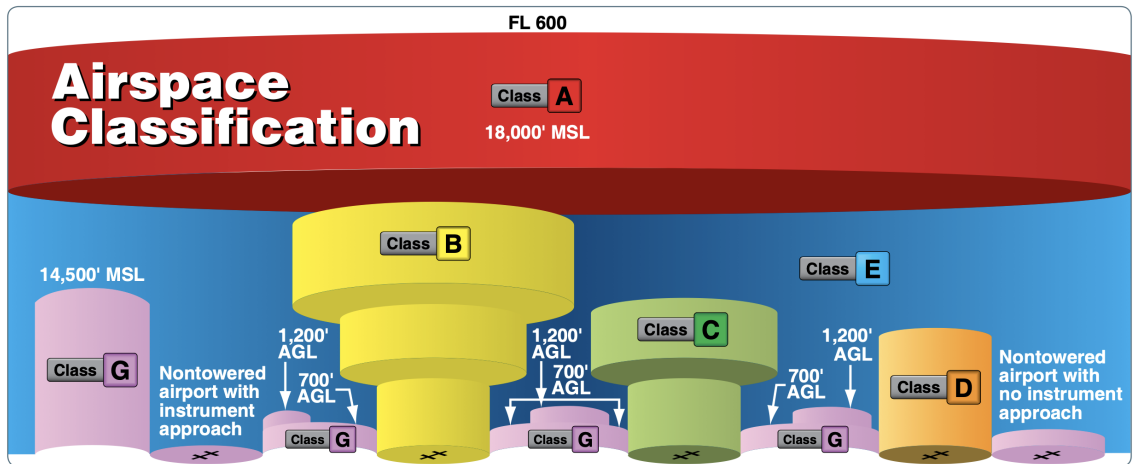 FL 600
Airspace
Classification
Class A
18,000' MSL
Class B
Class E
14,500' MSL
Class C
1,200'
AGL
1,200'
AGL
1,200'
AGL
Class G
Nontowered
airport with
instrument
approach
700'
AGL
700'
AGL
700'
AGL
Class D
Nontowered
airport with
no instrument
approach
Class G
Class G
Class G